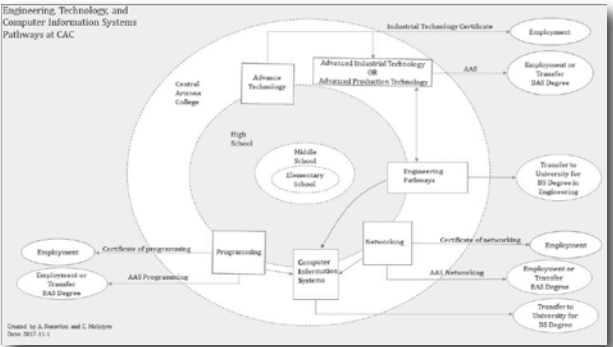 Engineering, Technology, and
Computer Information Systems
Pathways at CAC
Industrial Technology Certificate
Employment
Advanced Industrial Technology
OR
Advanced Production Technology
AAS
Employment or
Transfer
BAS Degree
Advance
Technology
Central
Arizona
College
High
School
Middle
School
Elementary
School
Engineering
Pathways
Transfer to
University for
BS Degree in
Engineering
Programming
Certificate of programming
Employment
AAS Programming
Employment or
Transfer
BAS Degree
Computer
Information
Systems
Networking
Certificate of networking
Employment
AAS Networking
Employment or
Transfer
BAS Degree
Transfer to
University for
BS Degree
Created by A. and C. McIntyre
Date: 2017-11-1